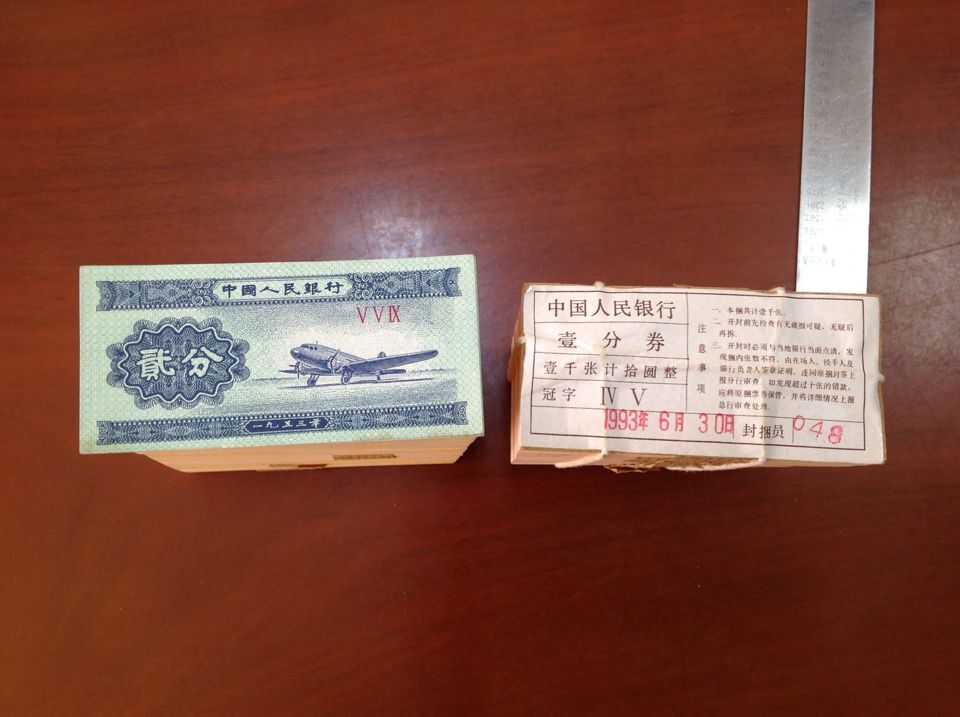 中國人民銀行
V V IX
貳分
一九五三年
中国人民银行
壹分券
壹千张计拾圆整
冠字 IV V
1993年 6月 30日 封捆员 048
注意事项
一、本捆共计壹千张。
二、开封前先检查有无破损可疑，无疑后
再拆。
三、开封时必须与当地银行当面点清，发
现捆内张数不符，由在场人、经手人及
银行负责人签章证明，连同原捆封签上
报分行审查。如发现超过十张的错款，
应将原捆票券保管，并将详细情况上报
总行审查处理。